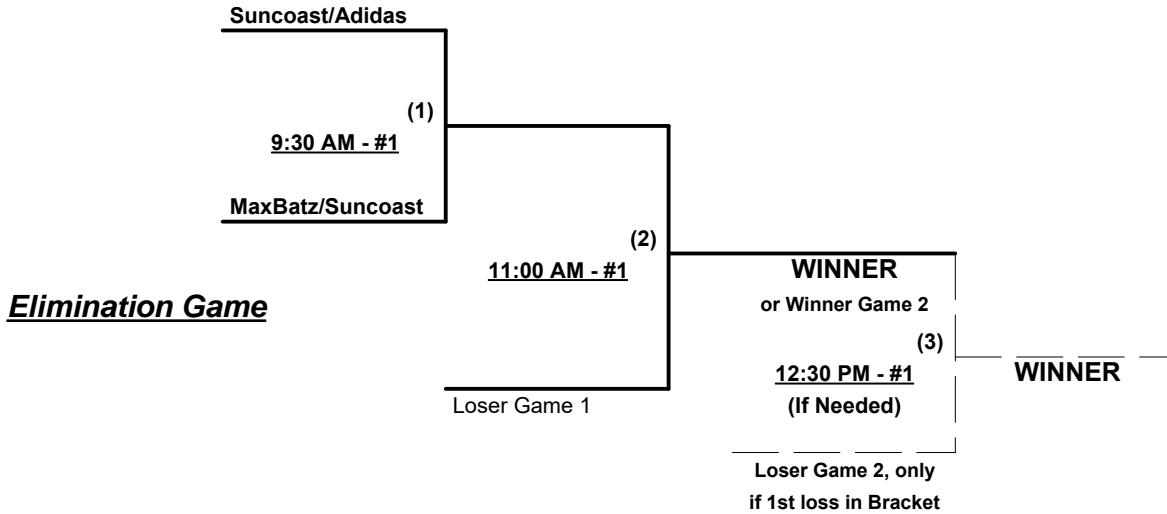 Suncoast/Adidas
(1)
9:30 AM - #1
MaxBatz/Suncoast
(2)
11:00 AM - #1
WINNER
or Winner Game 2
Elimination Game
(3)
12:30 PM - #1
WINNER
(If Needed)
Loser Game 1
Loser Game 2, only
if 1st loss in Bracket